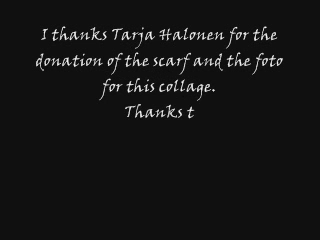 I thanks Tarja Halonen for the
donation of the scarf and the foto
for this collage.
Thanks t